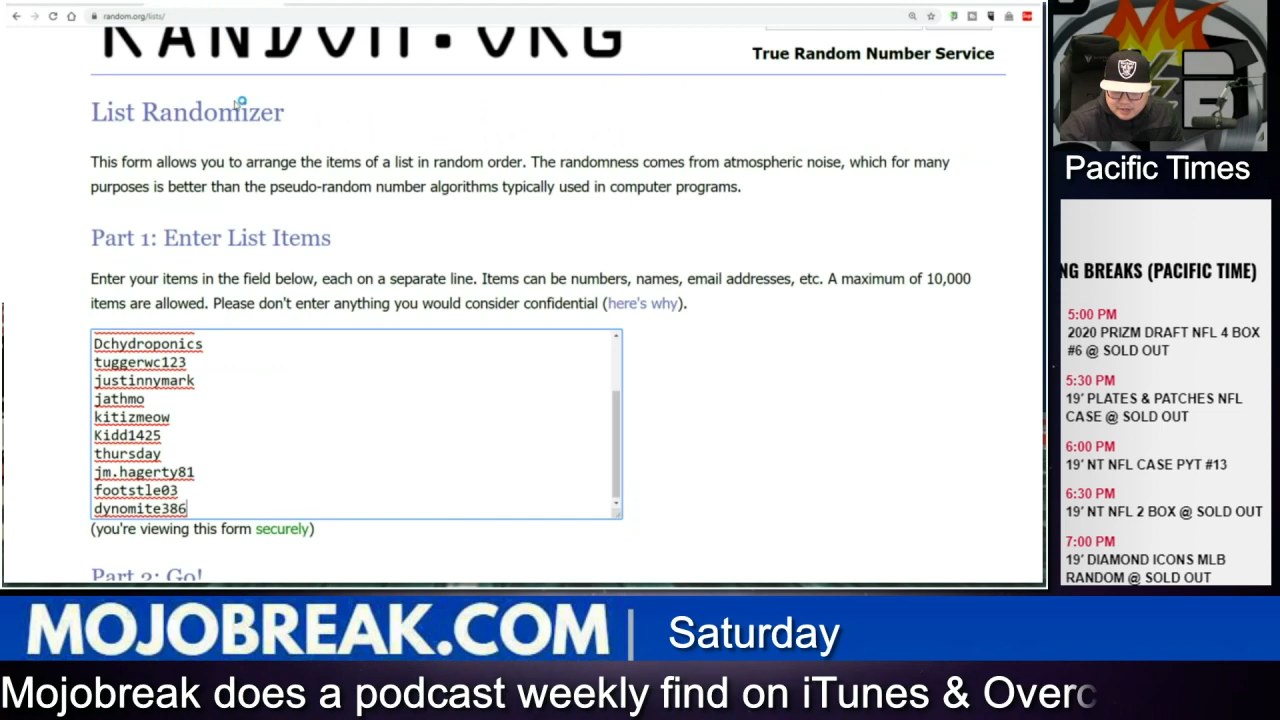 random.org/lists/
RANDOM.ORG
True Random Number Service
List Randomizer
This form allows you to arrange the items of a list in random order. The randomness comes from atmospheric noise, which for many
purposes is better than the pseudo-random number algorithms typically used in computer programs.
Part 1: Enter List Items
Enter your items in the field below, each on a separate line. Items can be numbers, names, email addresses, etc. A maximum of 10,000
items are allowed. Please don't enter anything you would consider confidential (here's why).
Dchydroponics
tuggerwc123
justinnymark
jathmo
kitizmeow
Kidd1425
thursday
jm.hagerty81
footstle03
dynomite386
(you're viewing this form securely)
Part 2: Go!
Pacific Times
NG BREAKS (PACIFIC TIME)
5:00 PM
2020 PRIZM DRAFT NFL 4 BOX
#6 @ SOLD OUT
5:30 PM
19' PLATES & PATCHES NFL
CASE @ SOLD OUT
6:00 PM
19' NT NFL CASE PYT #13
6:30 PM
19' NT NFL 2 BOX @ SOLD OUT
7:00 PM
19' DIAMOND ICONS MLB
RANDOM @ SOLD OUT
MOJOBREAK.COM | Saturday
Mojobreak does a podcast weekly find on iTunes & Overc